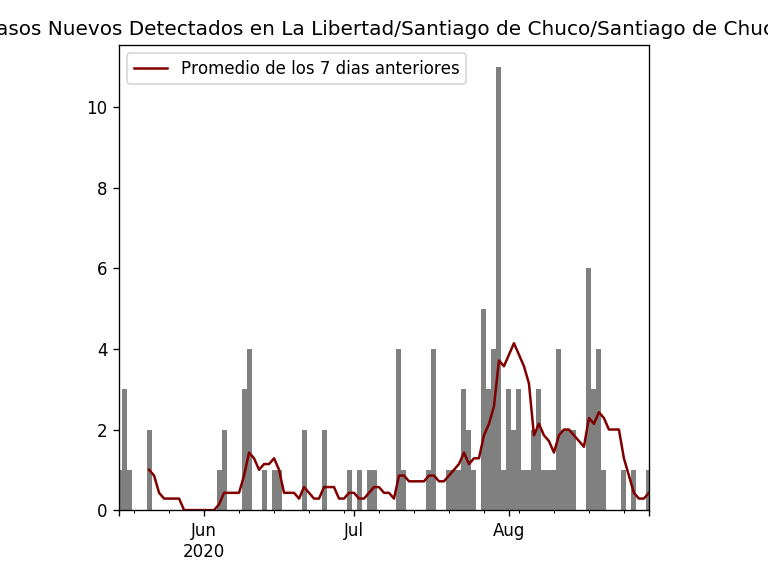 asos Nuevos Detectados en La Libertad/Santiago de Chuco/Santiago de Chuc
Promedio de los 7 dias anteriores
10
8
6
4
2
0
Jun
2020
Jul
Aug